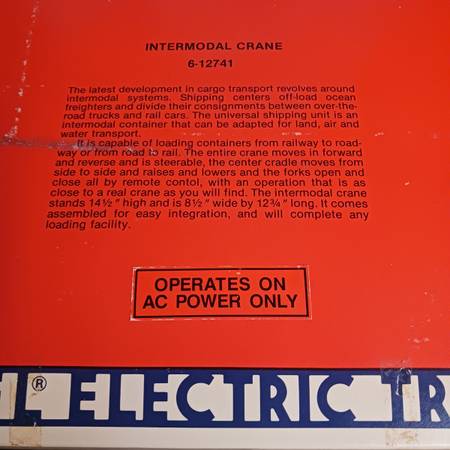 INTERMODAL CRANE
6-12741
The latest development in cargo transport revolves around
intermodal systems. Shipping centers off-load ocean
freighters and divide their consignments between over-the-
road trucks and rail cars. The universal shipping unit is an
intermodal container that can be adapted for land, air and
water transport.
It is capable of loading containers from railway to road-
way or from road to rail. The entire crane moves in forward
and reverse and is steerable, the center cradle moves from
side to side and raises and lowers and the forks open and
close all by remote contol, with an operation that is as
close to a real crane as you will find. The intermodal crane
stands 14½" high and is 8½" wide by 12¾" long. It comes
assembled for easy integration, and will complete any
loading facility.
OPERATES ON
AC POWER ONLY
L® ELECTRIC TR